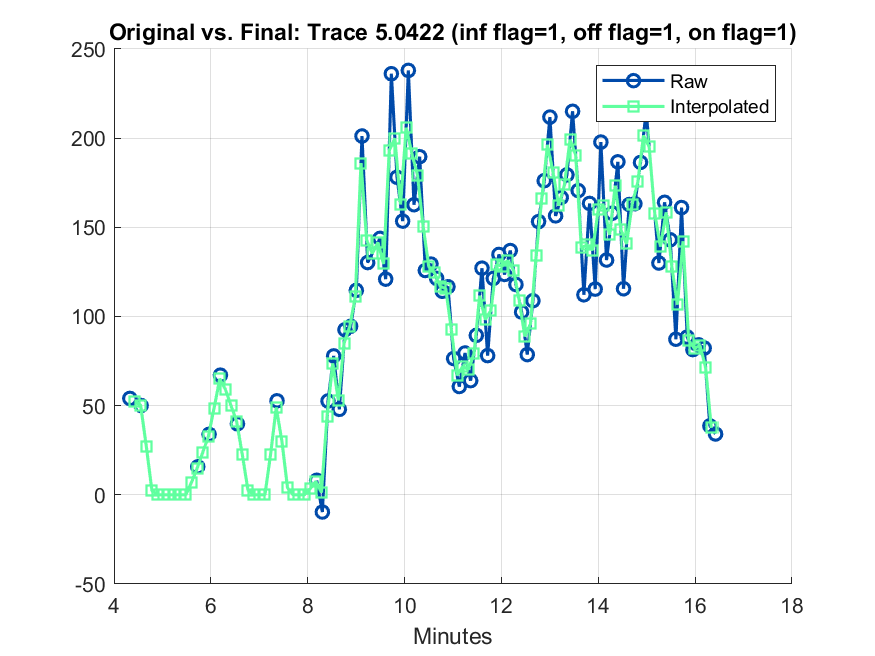 Original vs. Final: Trace 5.0422 (inf flag=1, off flag=1, on flag=1)
250
200
150
100
50
0
-50
Raw
Interpolated
4 6 8 10 12 14 16 18
Minutes